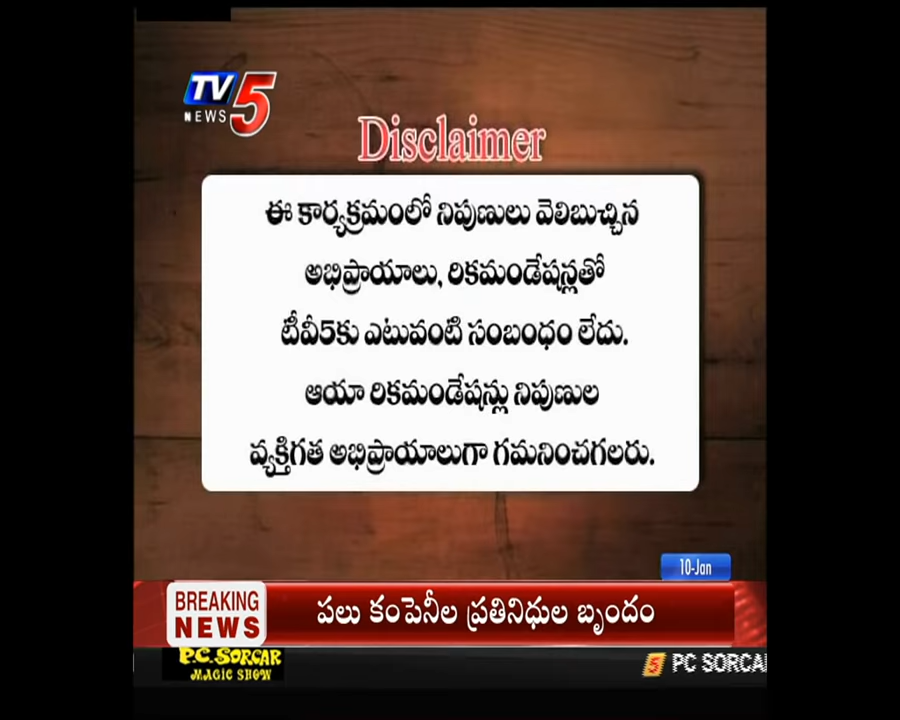 TV5
NEWS
Disclaimer
ఈ కార్యక్రమంలో నిపుణులు వెలిబుచ్చిన
అభిప్రాయాలు, రికమండేషన్లతో
టీవీ5కు ఎటువంటి సంబంధం లేదు.
ఆయా రికమండేషన్లు నిపుణుల
వ్యక్తిగత అభిప్రాయాలుగా గమనించగలరు.
10-Jan
BREAKING
NEWS
పలు కంపెనీల ప్రతినిధుల బృందం
P.C. SORCAR
MAGIC SHOW
5 PC SORCA